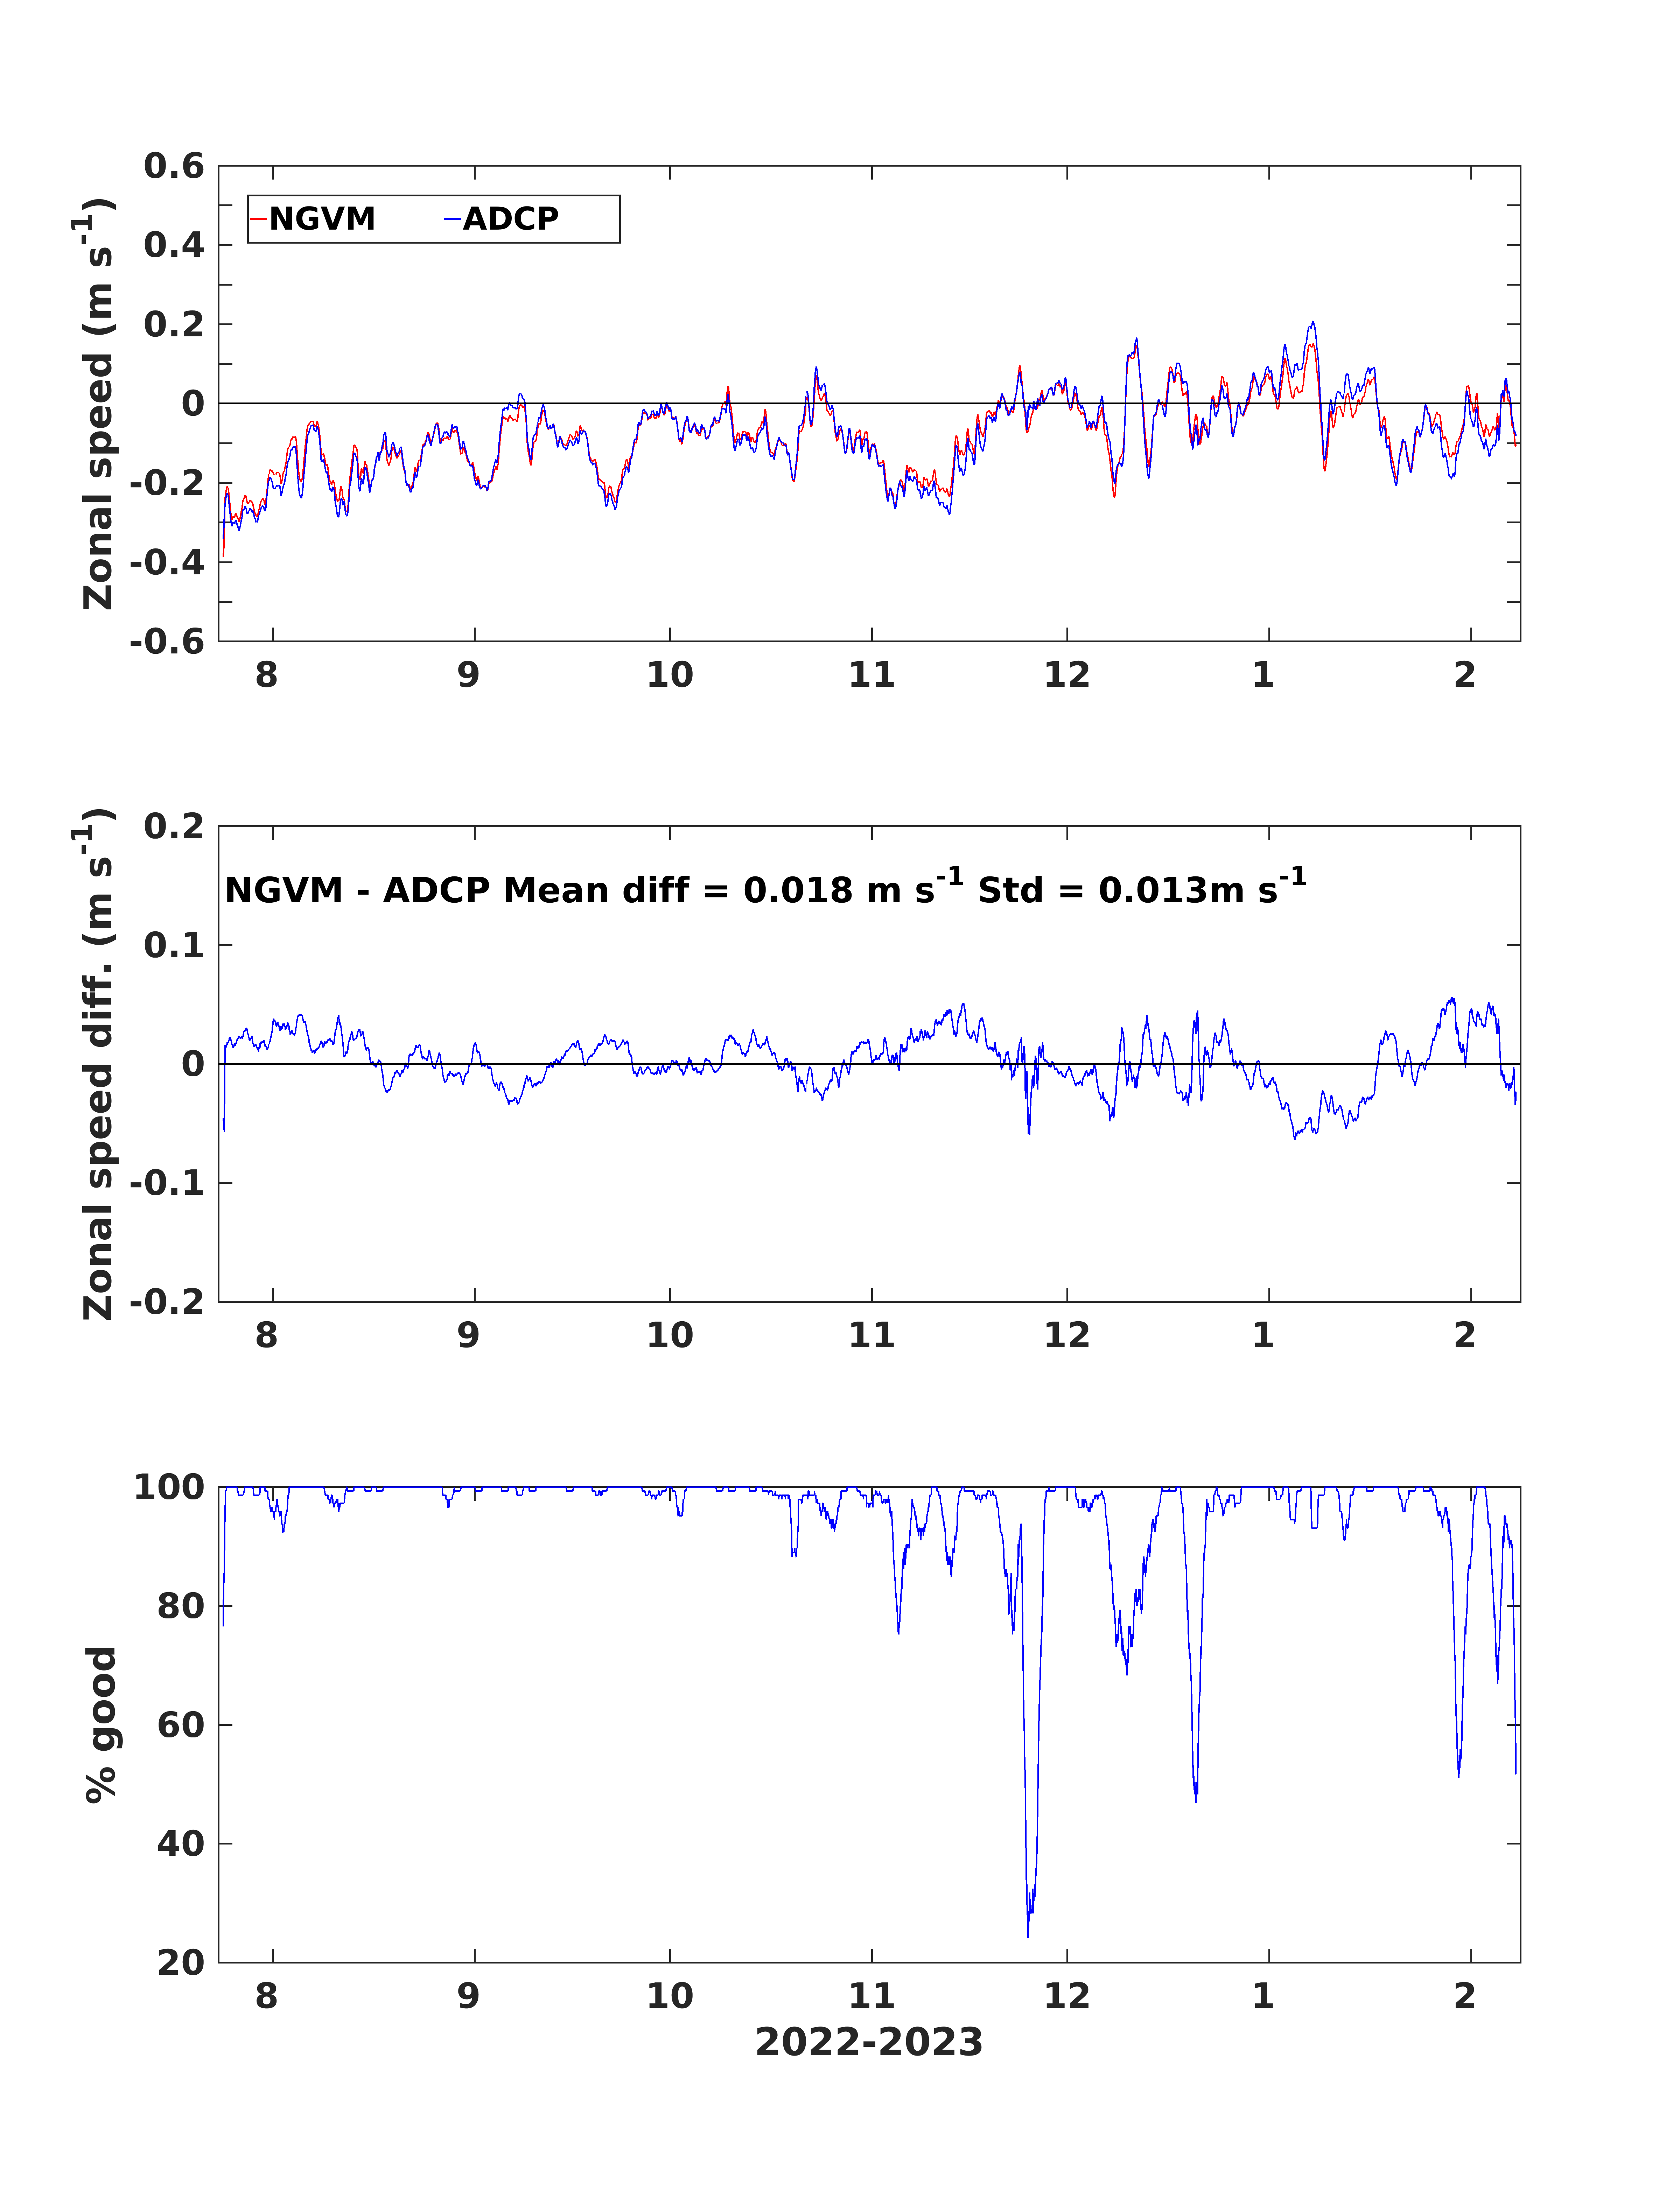 0.6
0.4
0.2
0
-0.2
-0.4
-0.6
Zonal speed (m s-1)
NGVM ADCP
8 9 10 11 12 1 2
0.2
0.1
0
-0.1
-0.2
Zonal speed diff. (m s-1)
NGVM - ADCP Mean diff = 0.018 m s-1 Std = 0.013m s-1
8 9 10 11 12 1 2
100
80
60
40
20
% good
8 9 10 11 12 1 2
2022-2023